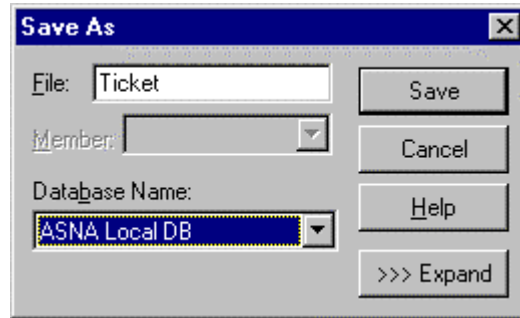 Save As
File: Ticket
Save
Member:
Cancel
Database Name:
Help
ASNA Local DB
>>> Expand